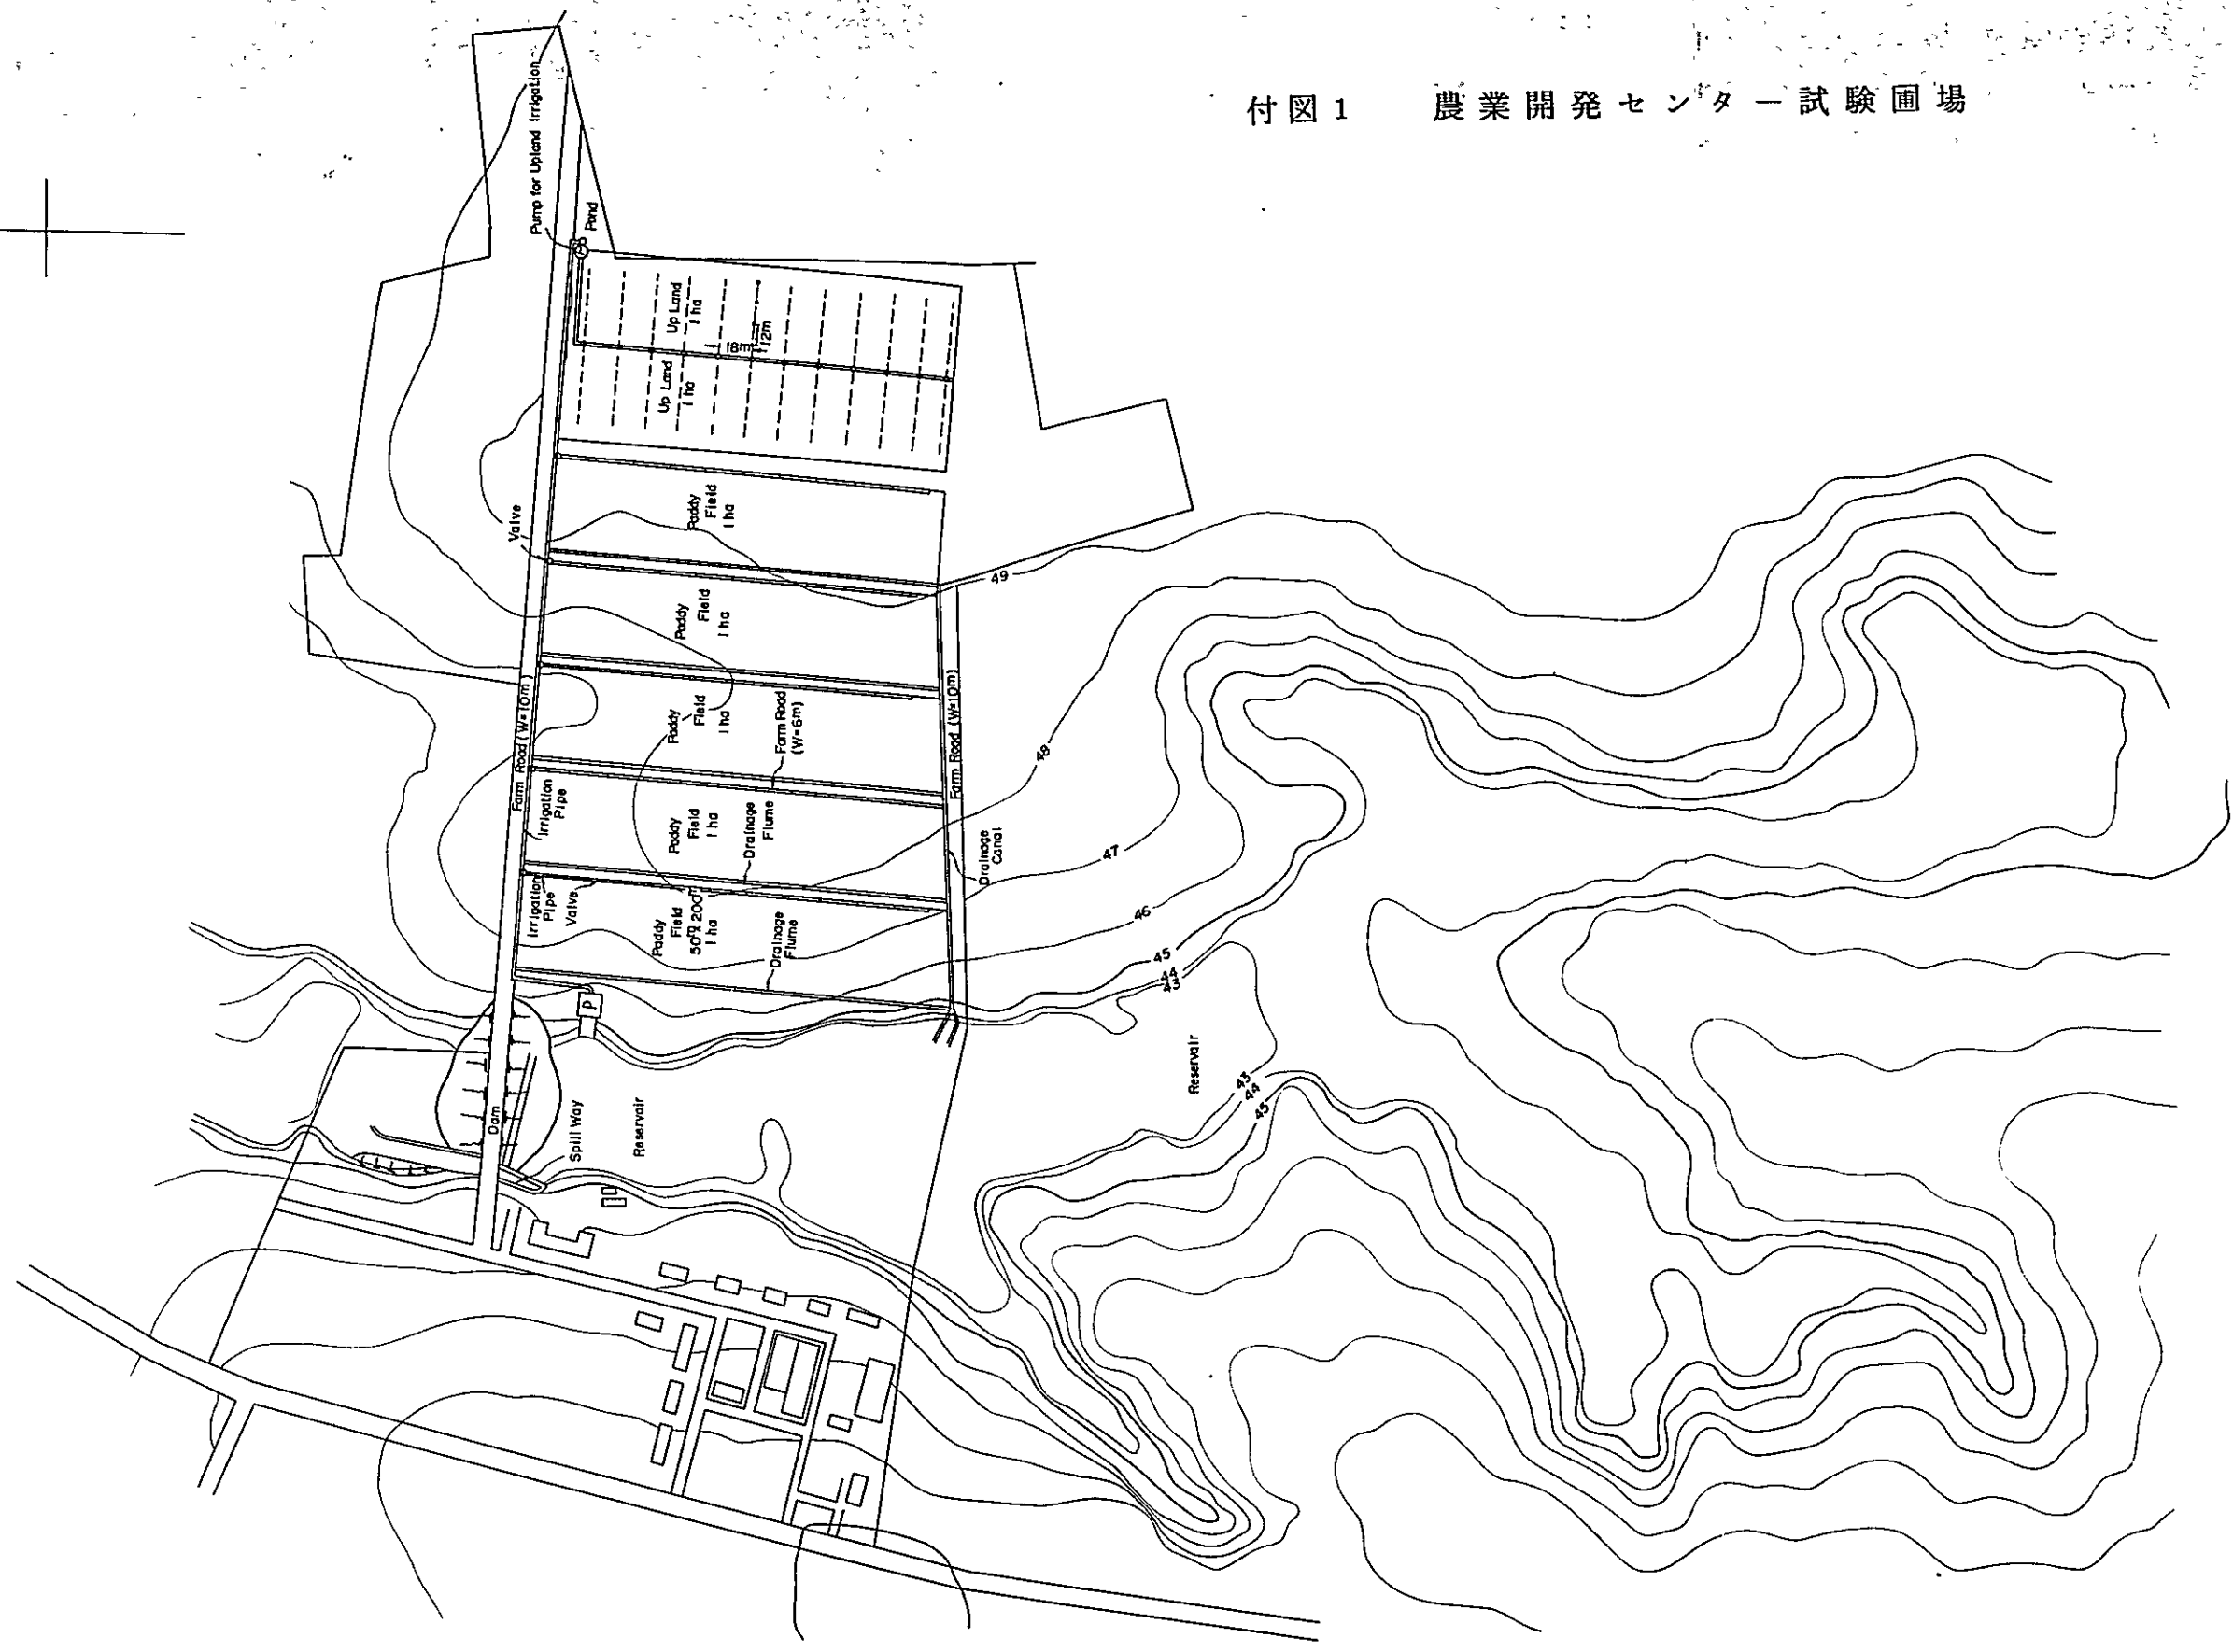 付図1 農業開発センター試験圃場
Pump for Upland Irrigation
Pond
Up Land
1 ha
18m
12m
Up Land
1 ha
Valve
Paddy
Field
1 ha
49
Paddy
Field
1 ha
Farm Road (W=10m)
Paddy
Field
1 ha
Farm Road
(W=6m)
Farm Road (W=10m)
48
Irrigation
Pipe
Paddy
Field
1 ha
Drainage
Flume
Drainage
Canal
47
Irrigation
Pipe
Valve
Paddy
Field
50m×200m
1 ha
Drainage
Flume
46
45
44
43
P
Reservair
43
44
45
Dam
Spill Way
Reservair